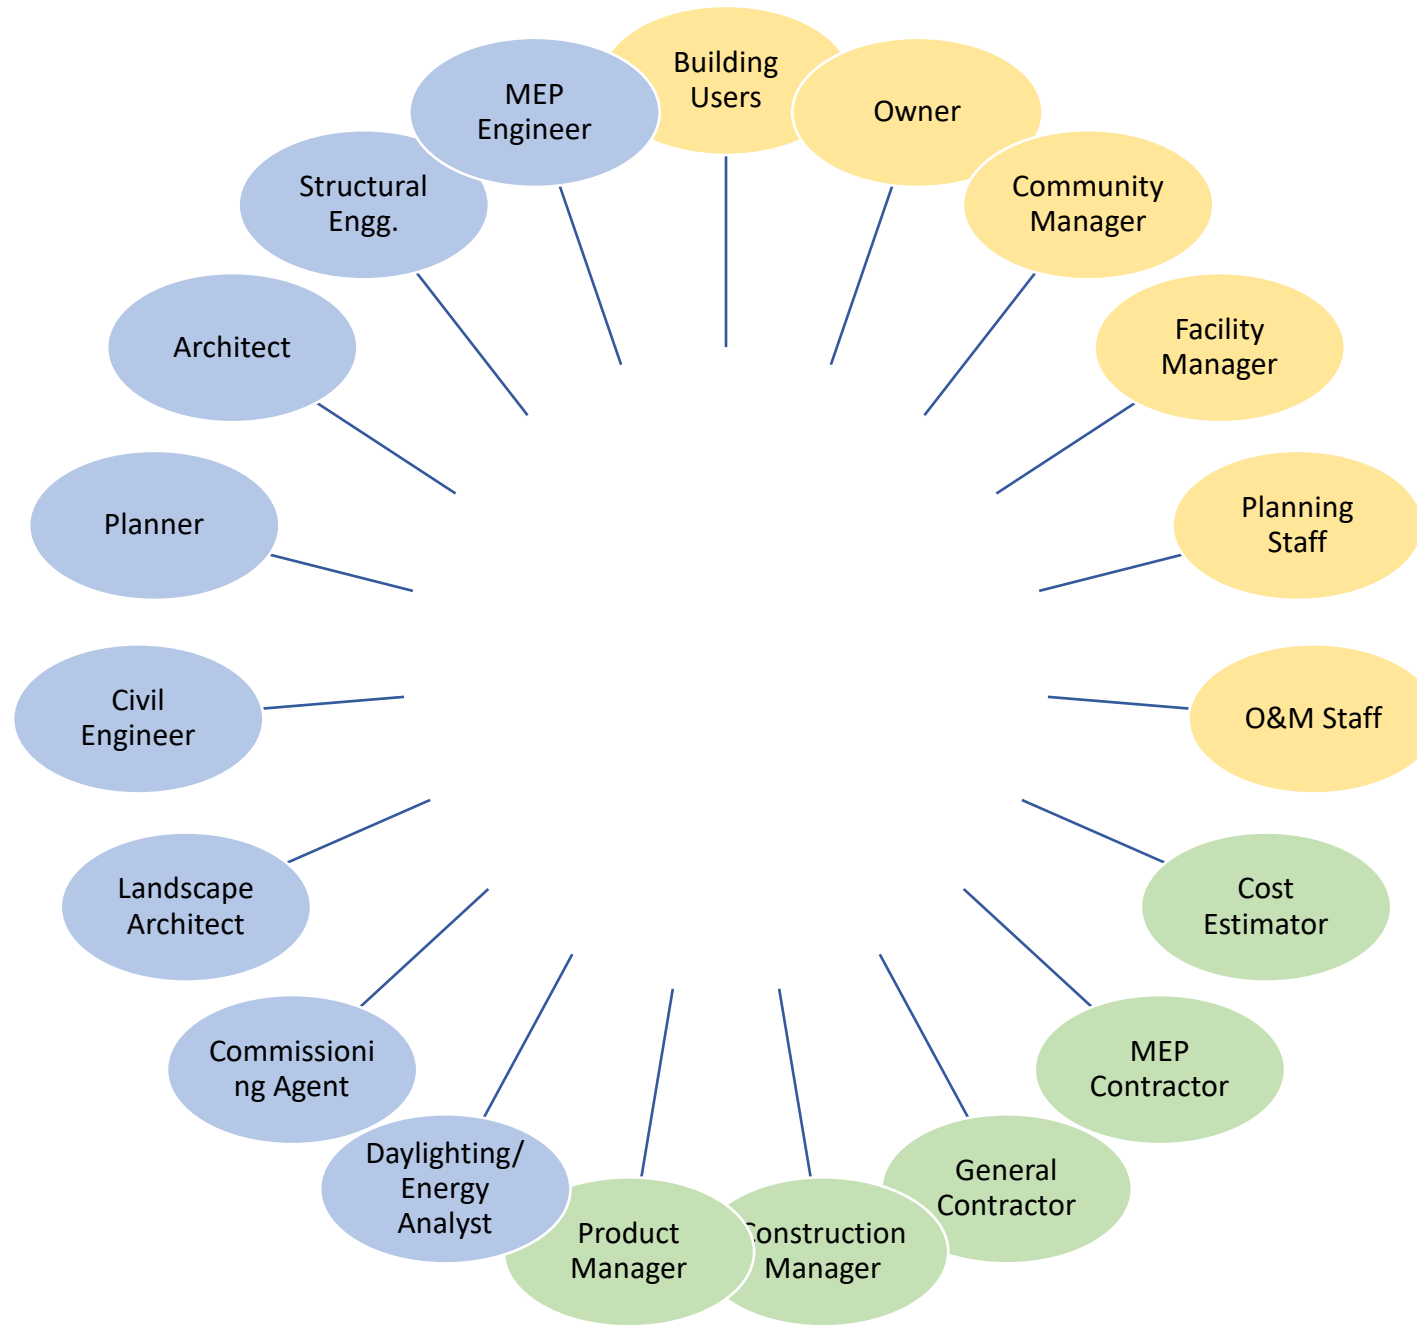 Building
Users
Owner
Community
Manager
Facility
Manager
Planning
Staff
O&M Staff
Cost
Estimator
MEP
Contractor
General
Contractor
Construction
Manager
Product
Manager
Daylighting/
Energy
Analyst
Commissioni
ng Agent
Landscape
Architect
Civil
Engineer
Planner
Architect
Structural
Engg.
MEP
Engineer